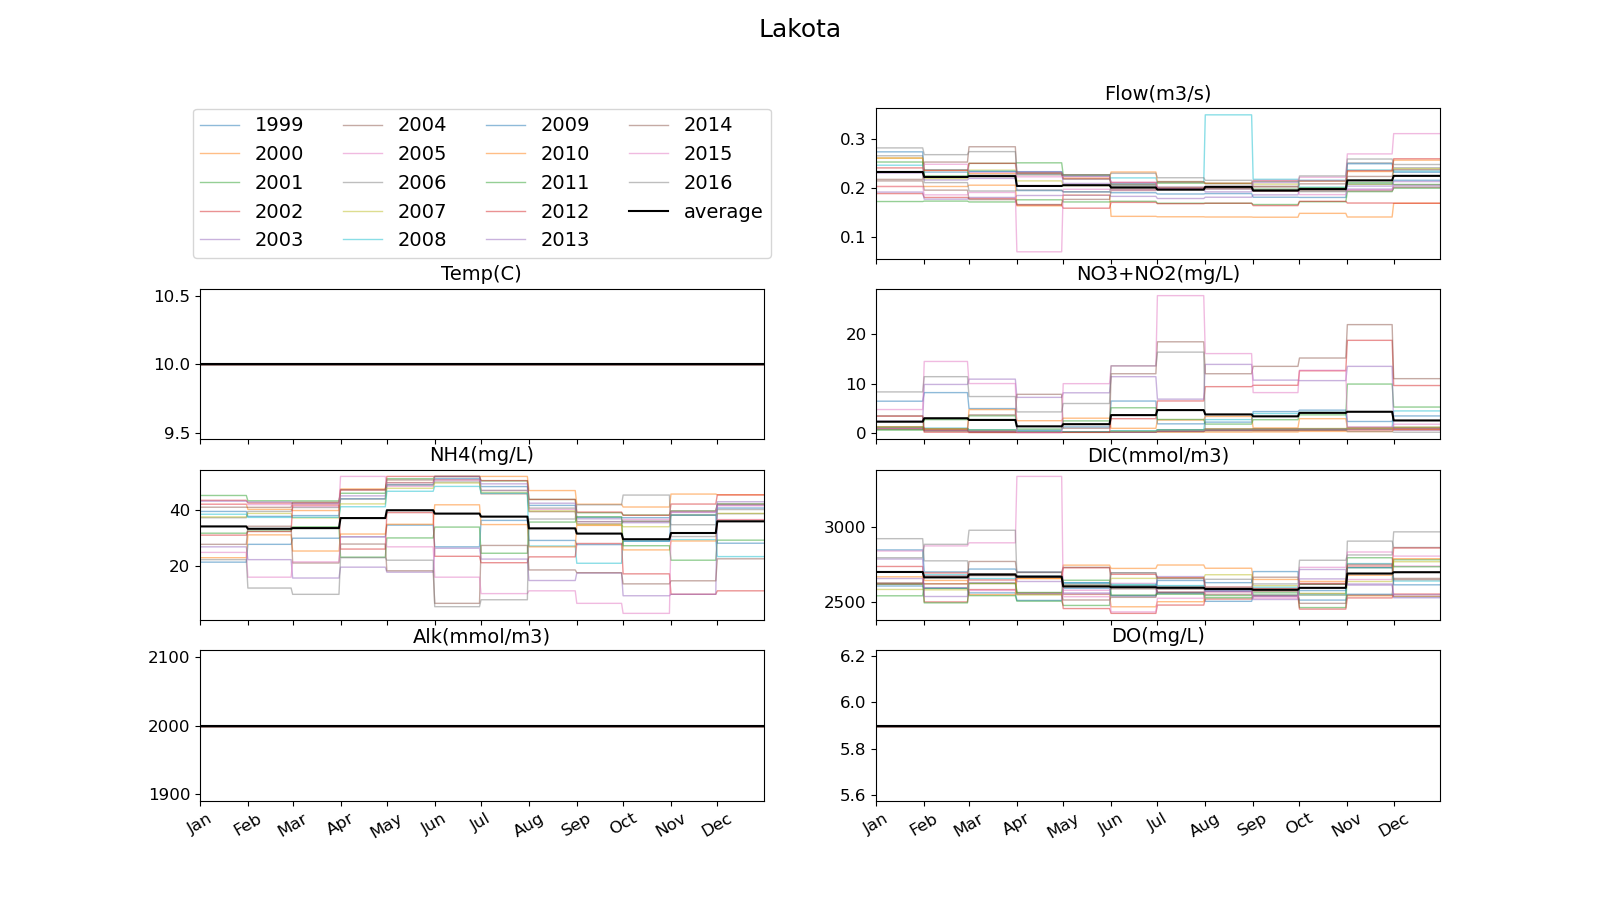 Lakota
1999 2004 2009 2014
2000 2005 2010 2015
2001 2006 2011 2016
2002 2007 2012 average
2003 2008 2013
Flow(m3/s)
0.3
0.2
0.1
Temp(C)
10.5
10.0
9.5
NO3+NO2(mg/L)
20
10
0
NH4(mg/L)
40
20
DIC(mmol/m3)
3000
2500
Alk(mmol/m3)
2100
2000
1900
Jan Feb Mar Apr May Jun Jul Aug Sep Oct Nov Dec
DO(mg/L)
6.2
6.0
5.8
5.6
Jan Feb Mar Apr May Jun Jul Aug Sep Oct Nov Dec